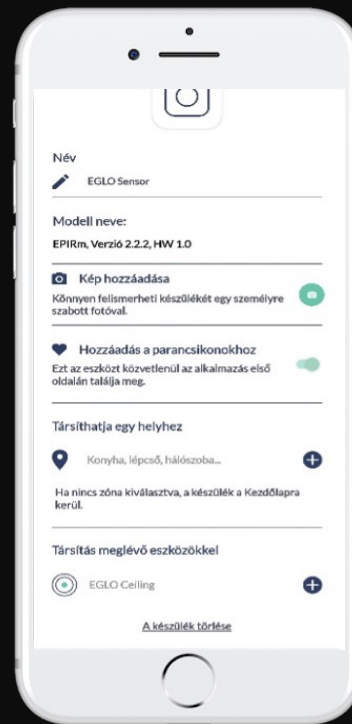 Név
EGLO Sensor
Modell neve:
EPIRm, Verzió 2.2.2, HW 1.0
Kép hozzáadása
Könnyen felismerheti készülékét egy személyre
szabott fotóval.
Hozzáadás a parancsikonokhoz
Ezt az eszközt közvetlenül az alkalmazás első
oldalán találja meg.
Társíthatja egy helyhez
Konyha, lépcső, hálószoba...
Ha nincs zóna kiválasztva, a készülék a Kezdőlapra
kerül.
Társítás meglévő eszközökkel
EGLO Ceiling
A készülék törlése